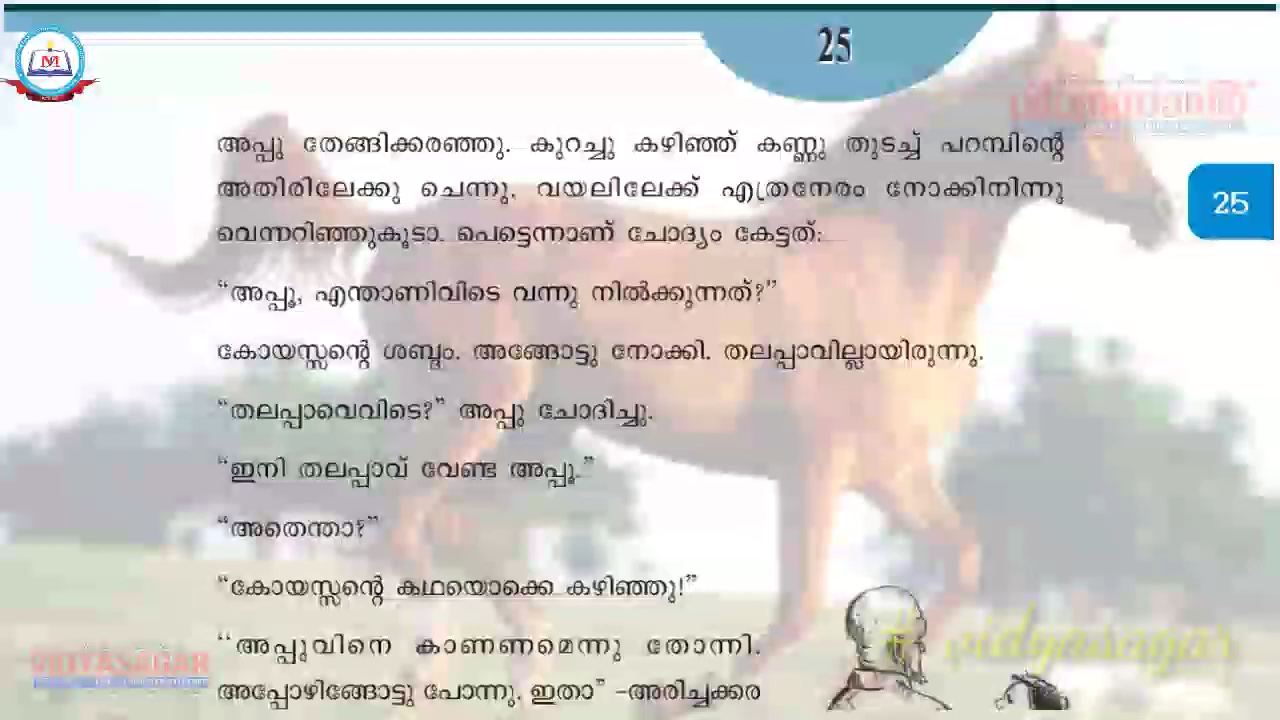 25
അപ്പു തേങ്ങിക്കരഞ്ഞു. കുറച്ചു കഴിഞ്ഞ് കണ്ണു തുടച്ച് പറമ്പിന്റെ
അതിരിലേക്കു ചെന്നു. വയലിലേക്ക് എത്രനേരം നോക്കിനിന്നു
വെന്നറിഞ്ഞുകൂടാ. പെട്ടെന്നാണ് ചോദ്യം കേട്ടത്:
25
“അപ്പൂ, എന്താണിവിടെ വന്നു നിൽക്കുന്നത്?”
കോയസ്സന്റെ ശബ്ദം. അങ്ങോട്ടു നോക്കി. തലപ്പാവില്ലായിരുന്നു.
“തലപ്പാവെവിടെ?” അപ്പു ചോദിച്ചു.
“ഇനി തലപ്പാവ് വേണ്ട അപ്പൂ.”
“അതെന്താ?”
“കോയസ്സന്റെ കഥയൊക്കെ കഴിഞ്ഞു!”
“അപ്പുവിനെ കാണണമെന്നു തോന്നി.
അപ്പോഴിങ്ങോട്ടു പോന്നു. ഇതാ” –അരിച്ചക്കര
VIDYASAGAR
# vidyasagar